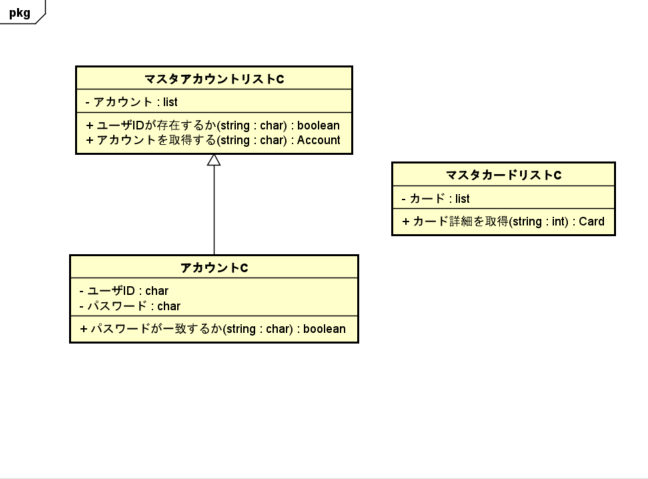 pkg
マスタアカウントリストC
- アカウント : list
+ ユーザIDが存在するか(string : char) : boolean
+ アカウントを取得する(string : char) : Account
マスタカードリストC
- カード : list
+ カード詳細を取得(string : int) : Card
アカウントC
- ユーザID : char
- パスワード : char
+ パスワードが一致するか(string : char) : boolean